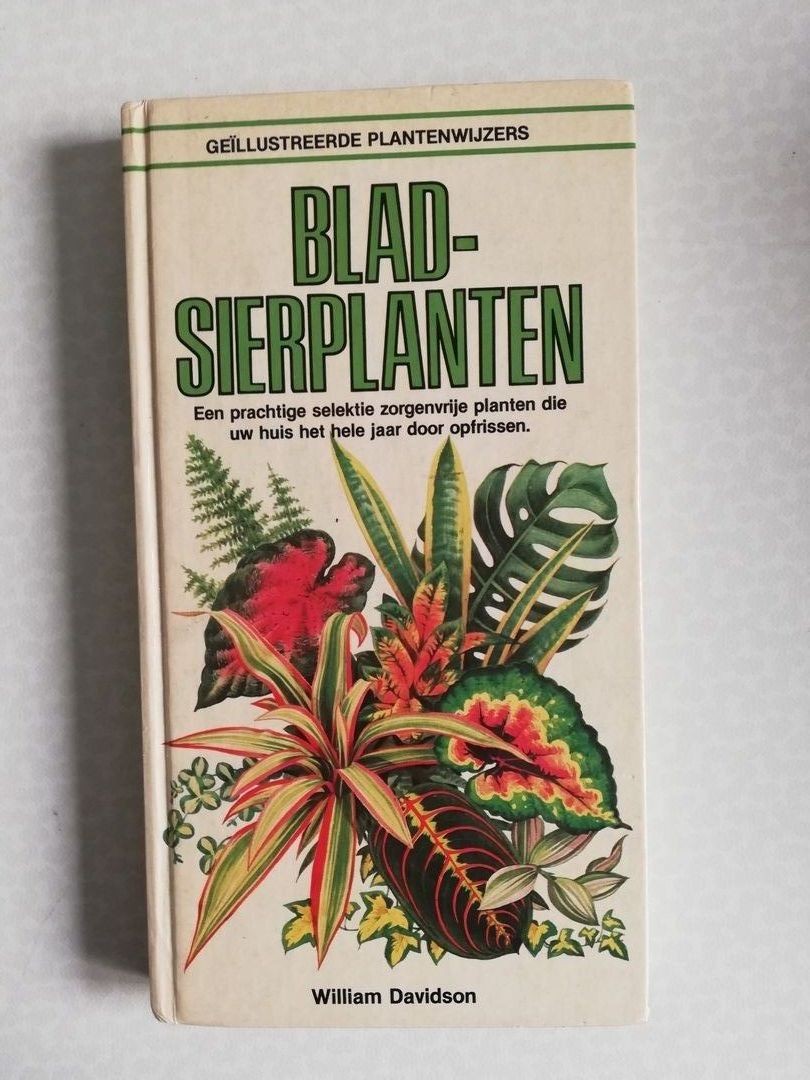 GEÏLLUSTREERDE PLANTENWIJZERS
BLAD-
SIERPLANTEN
Een prachtige selektie zorgenvrije planten die
uw huis het hele jaar door opfrissen.
William Davidson